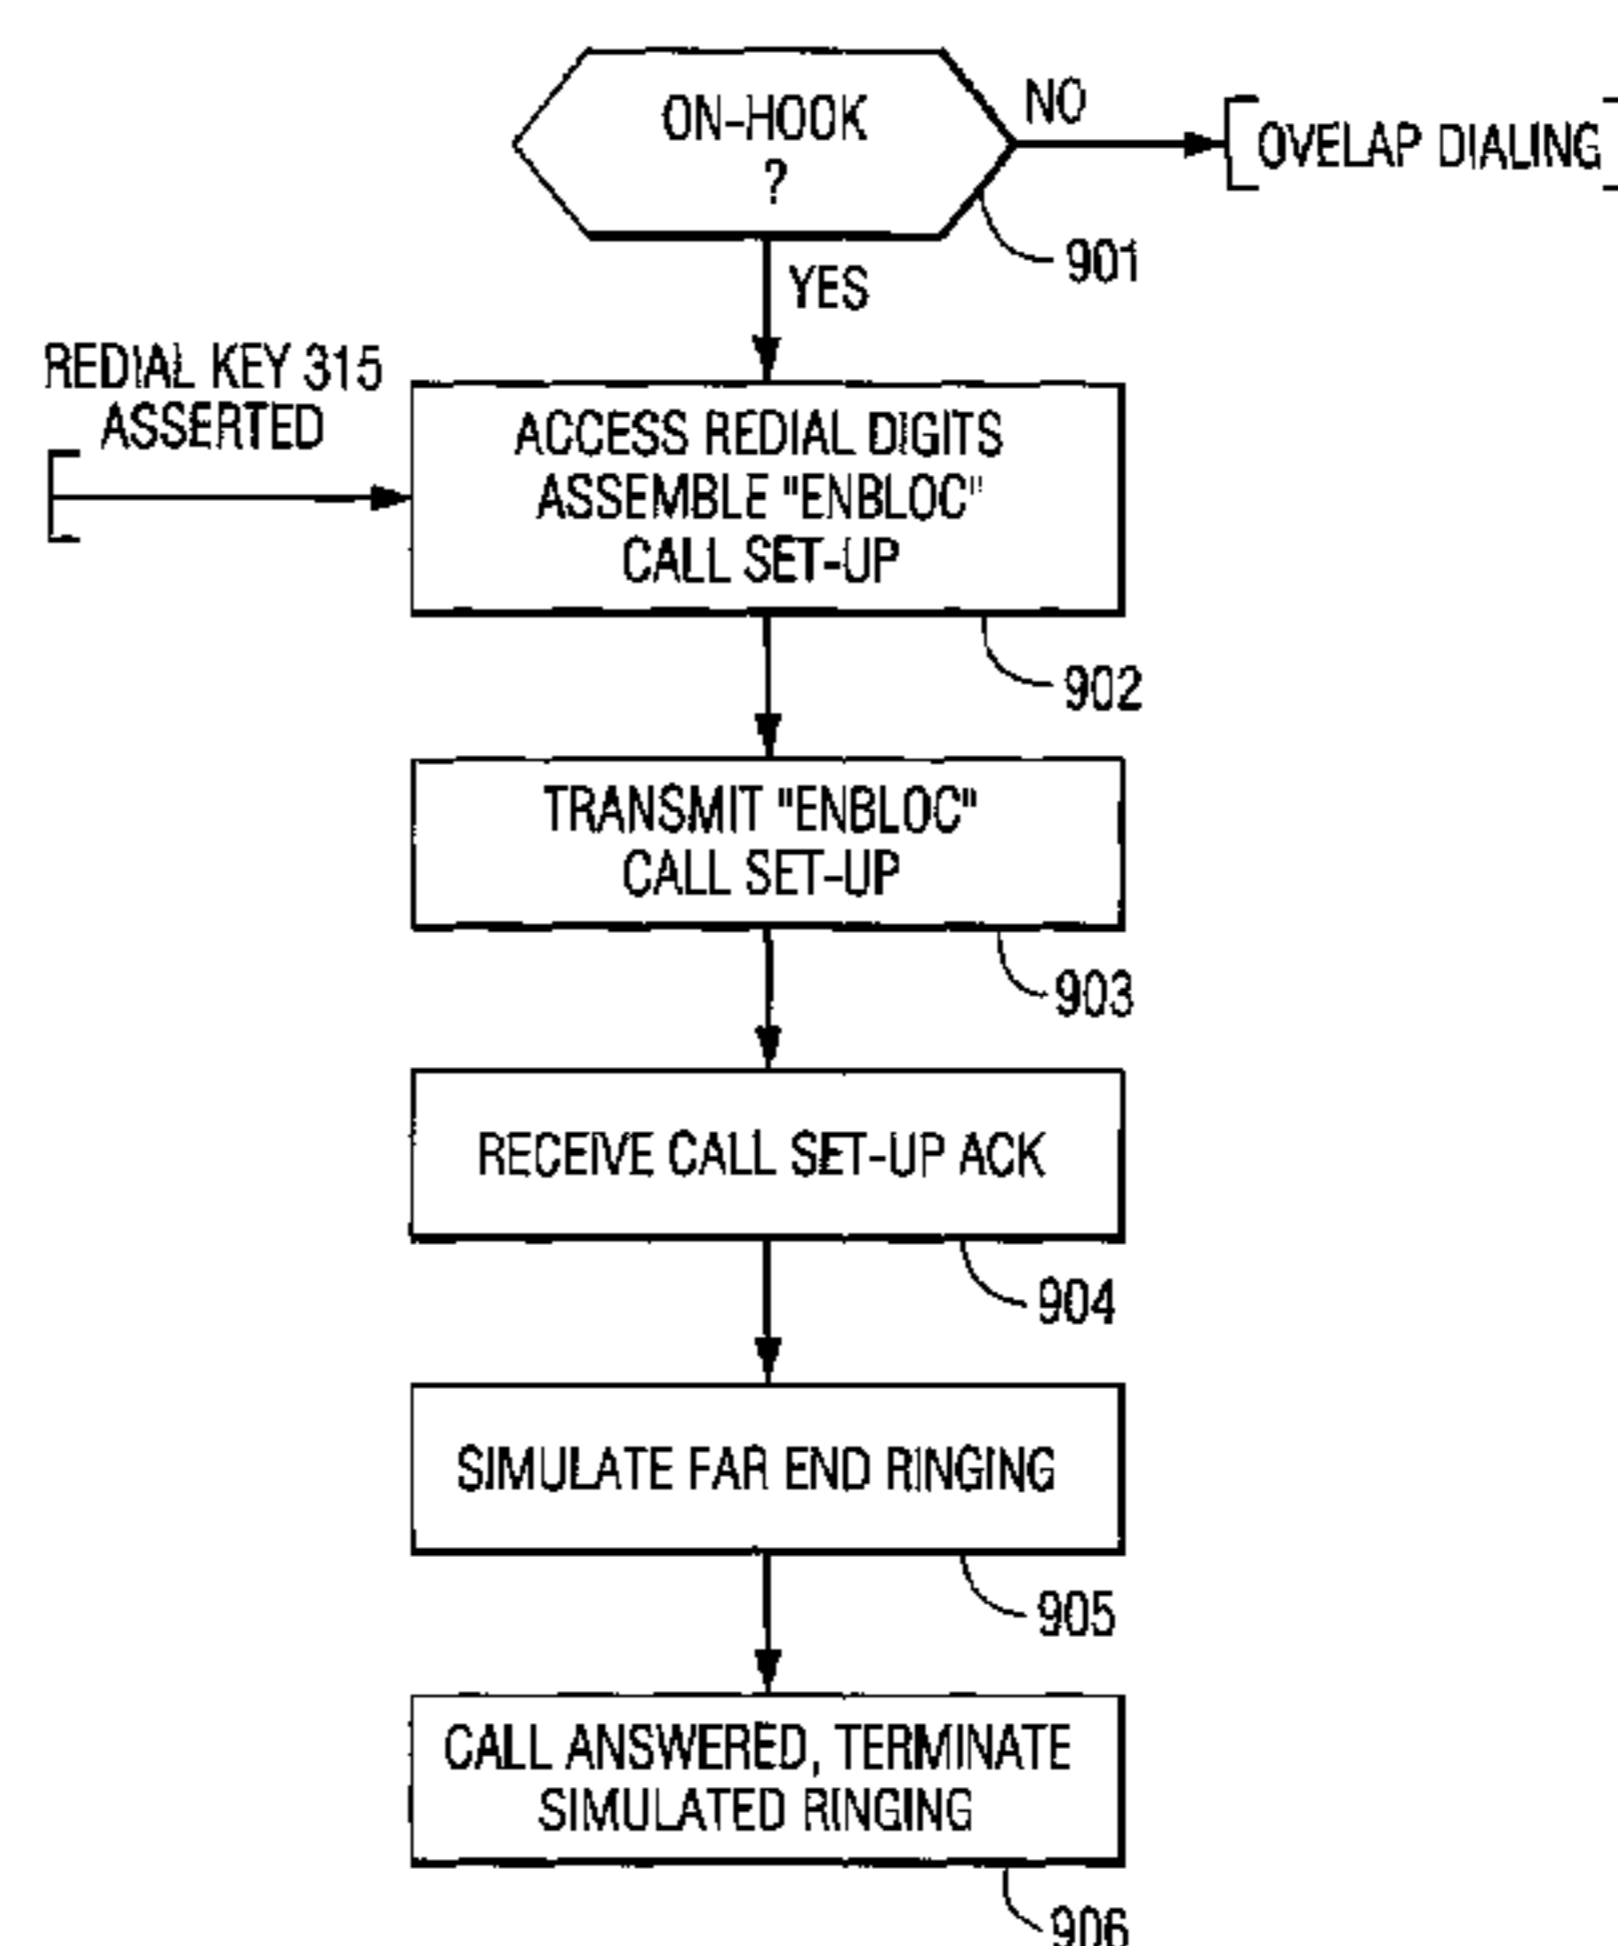 ON-HOOK
?
NO
OVELAP DIALING
901
YES
REDIAL KEY 315
ASSERTED
ACCESS REDIAL DIGITS
ASSEMBLE "ENBLOC"
CALL SET-UP
902
TRANSMIT "ENBLOC"
CALL SET-UP
903
RECEIVE CALL SET-UP ACK
904
SIMULATE FAR END RINGING
905
CALL ANSWERED, TERMINATE
SIMULATED RINGING
906